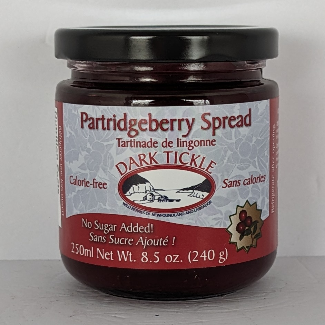 Partridgeberry Spread
Tartinade de lingonne
DARK TICKLE
Calorie-free
Sans calories
No Sugar Added!
Sans Sucre Ajouté !
250ml Net Wt. 8.5 oz. (240 g)